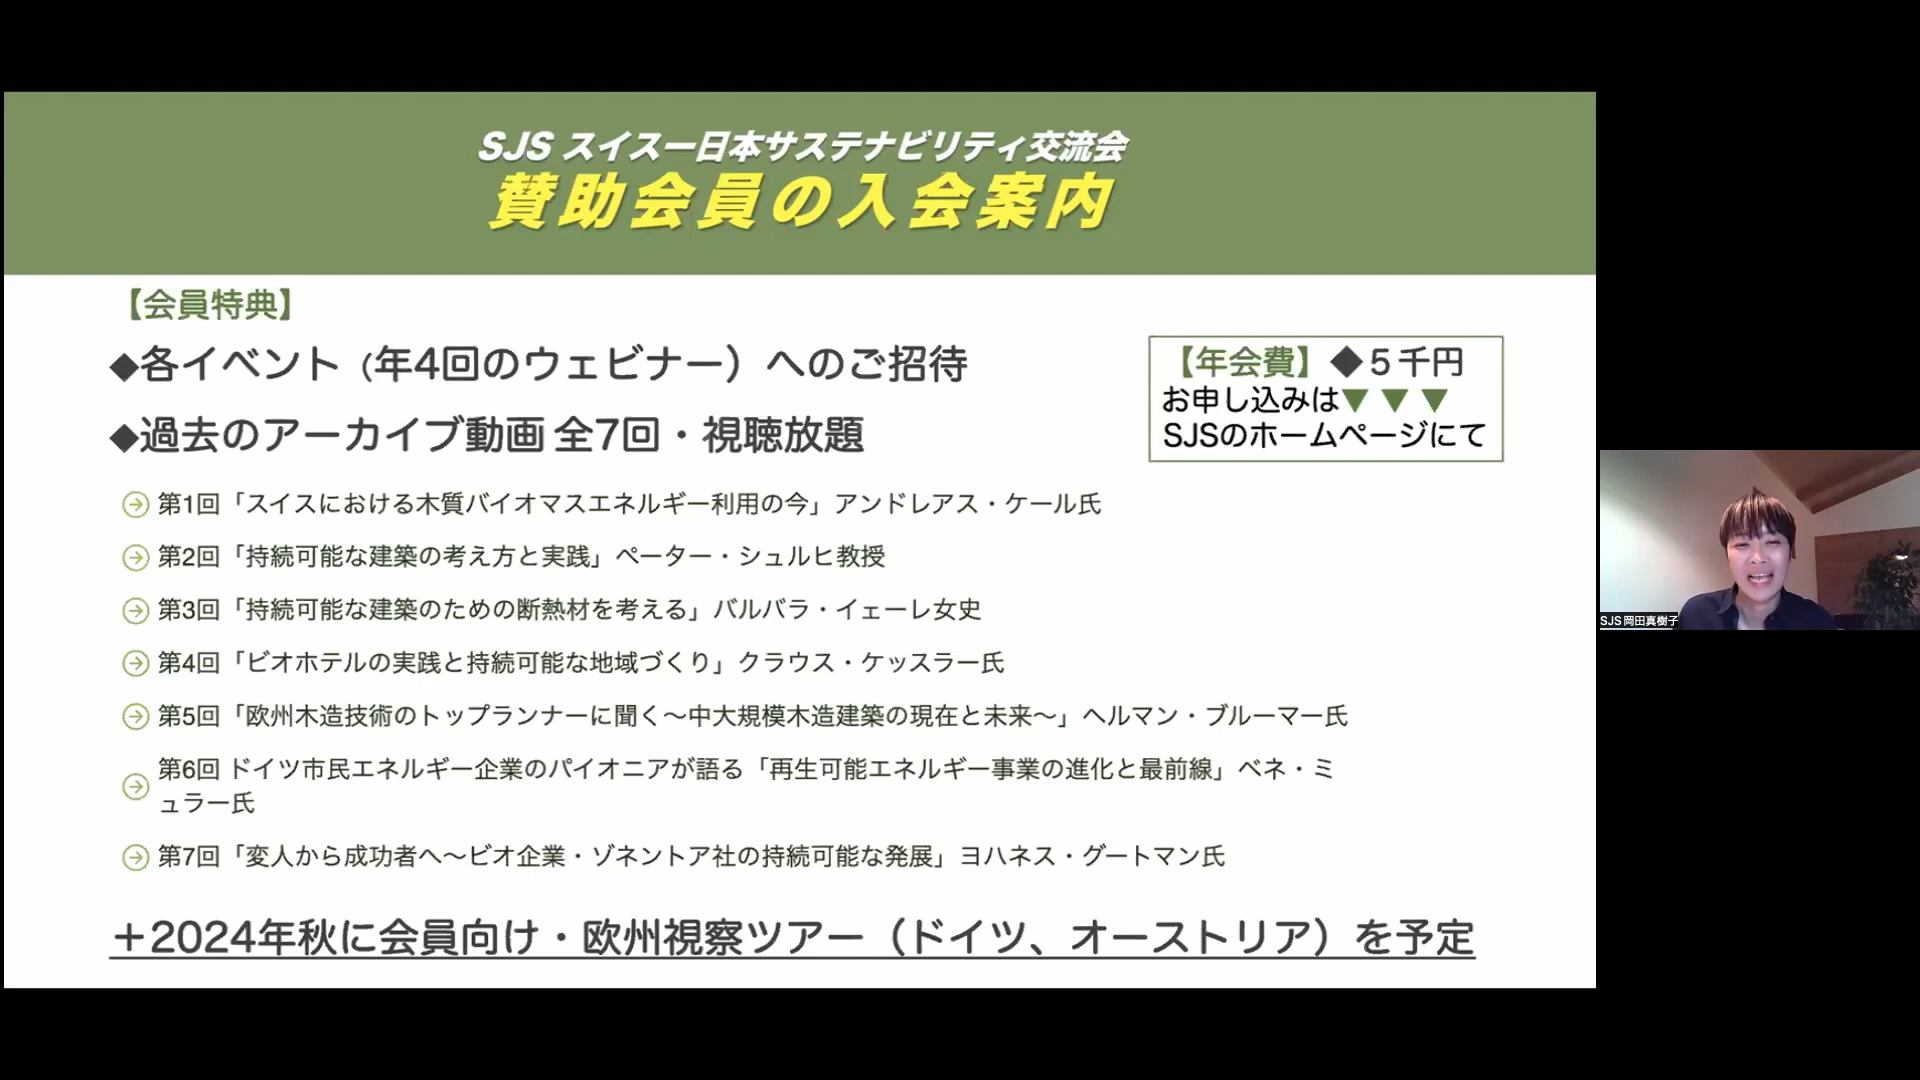 SJS スイスー日本サステナビリティ交流会
賛助会員の入会案内
【会員特典】
◆各イベント（年4回のウェビナー）へのご招待
◆過去のアーカイブ動画 全7回・視聴放題
【年会費】◆５千円
お申し込みは▼▼▼
SJSのホームページにて
第1回「スイスにおける木質バイオマスエネルギー利用の今」アンドレアス・ケール氏
第2回「持続可能な建築の考え方と実践」ペーター・シュルヒ教授
第3回「持続可能な建築のための断熱材を考える」バルバラ・イェーレ女史
第4回「ビオホテルの実践と持続可能な地域づくり」クラウス・ケッスラー氏
第5回「欧州木造技術のトップランナーに聞く〜中大規模木造建築の現在と未来〜」ヘルマン・ブルーマー氏
第6回 ドイツ市民エネルギー企業のパイオニアが語る「再生可能エネルギー事業の進化と最前線」ベネ・ミ
ュラー氏
第7回「変人から成功者へ〜ビオ企業・ゾネントア社の持続可能な発展」ヨハネス・グートマン氏
＋2024年秋に会員向け・欧州視察ツアー（ドイツ、オーストリア）を予定
SJS 岡田真樹子